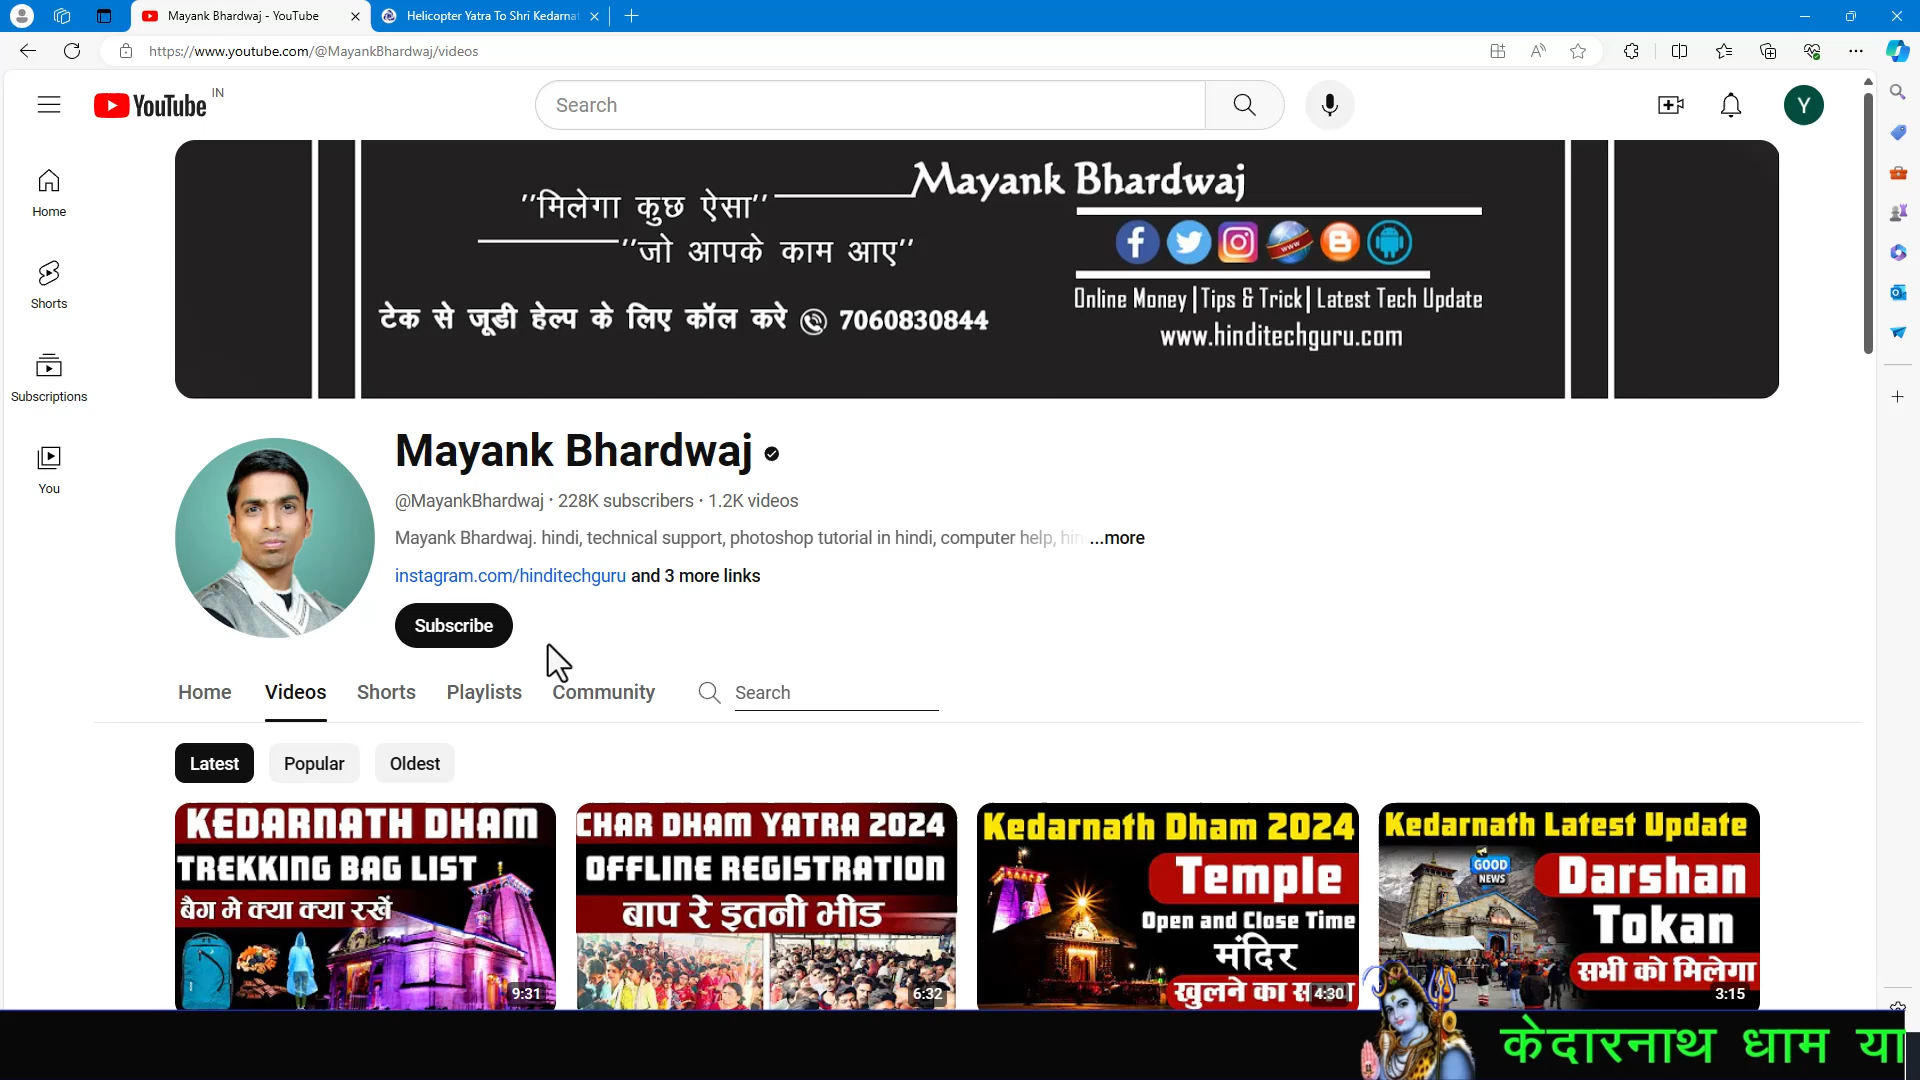 Mayank Bhardwaj - YouTube
Helicopter Yatra To Shri Kedarna
https://www.youtube.com/@MayankBhardwaj/videos
YouTube IN
Search
Y
Home
Shorts
Subscriptions
You
"मिलेगा कुछ ऐसा"
"जो आपके काम आए"
टेक से जूडी हेल्प के लिए कॉल करे 7060830844
Mayank Bhardwaj
www
Online Money | Tips & Trick | Latest Tech Update
www.hinditechguru.com
Mayank Bhardwaj
@MayankBhardwaj · 228K subscribers · 1.2K videos
Mayank Bhardwaj. hindi, technical support, photoshop tutorial in hindi, computer help, hin ...more
instagram.com/hinditechguru and 3 more links
Subscribe
Home Videos Shorts Playlists Community Search
Latest Popular Oldest
KEDARNATH DHAM
TREKKING BAG LIST
बैग मे क्या क्या रखें
9:31
CHAR DHAM YATRA 2024
OFFLINE REGISTRATION
बाप रे इतनी भीड
6:32
Kedarnath Dham 2024
Temple
Open and Close Time
मंदिर
खुलने का
4:30
Kedarnath Latest Update
GOOD
NEWS
Darshan
Tokan
सभी को मिलेगा
3:15
केदारनाथ धाम या